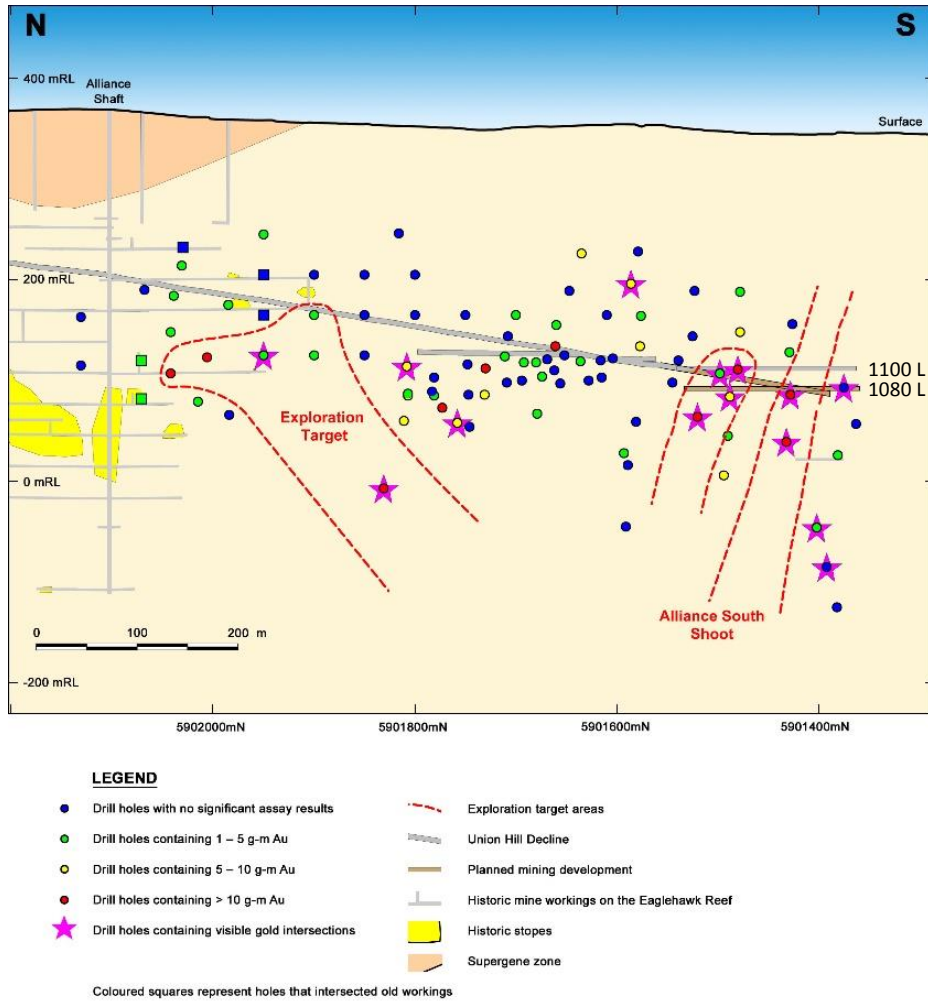 N
S
400 mRL
Alliance
Shaft
Surface
200 mRL
1100 L
1080 L
Exploration
Target
0 mRL
Alliance South
Shoot
0 100 200 m
-200 mRL
5902000mN 5901800mN 5901600mN 5901400mN
LEGEND
Drill holes with no significant assay results
Drill holes containing 1 – 5 g-m Au
Drill holes containing 5 – 10 g-m Au
Drill holes containing > 10 g-m Au
Drill holes containing visible gold intersections
Exploration target areas
Union Hill Decline
Planned mining development
Historic mine workings on the Eaglehawk Reef
Historic stopes
Supergene zone
Coloured squares represent holes that intersected old workings